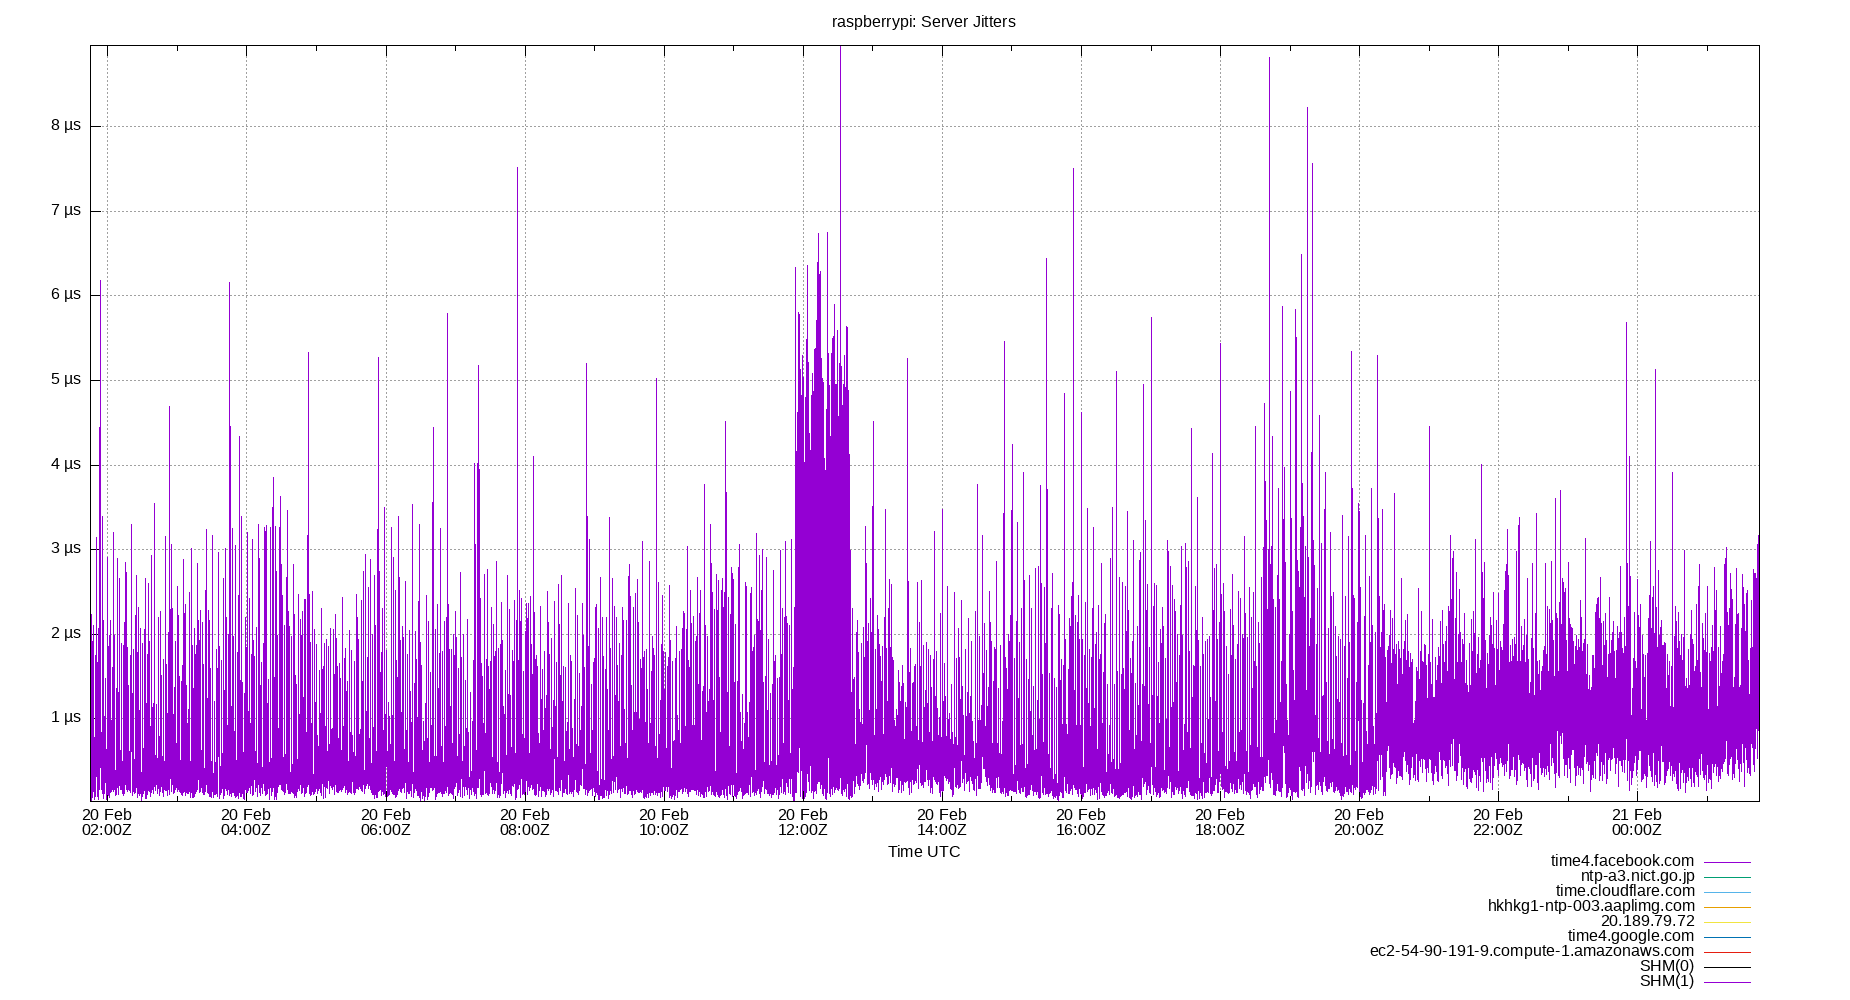 raspberrypi: Server Jitters
8 µs
7 µs
6 µs
5 µs
4 µs
3 µs
2 µs
1 µs
20 Feb 20 Feb 20 Feb 20 Feb 20 Feb 20 Feb 20 Feb 20 Feb 20 Feb 20 Feb 20 Feb 21 Feb
02:00Z 04:00Z 06:00Z 08:00Z 10:00Z 12:00Z 14:00Z 16:00Z 18:00Z 20:00Z 22:00Z 00:00Z
Time UTC
time4.facebook.com
ntp-a3.nict.go.jp
time.cloudflare.com
hkhkg1-ntp-003.aaplimg.com
20.189.79.72
time4.google.com
ec2-54-90-191-9.compute-1.amazonaws.com
SHM(0)
SHM(1)